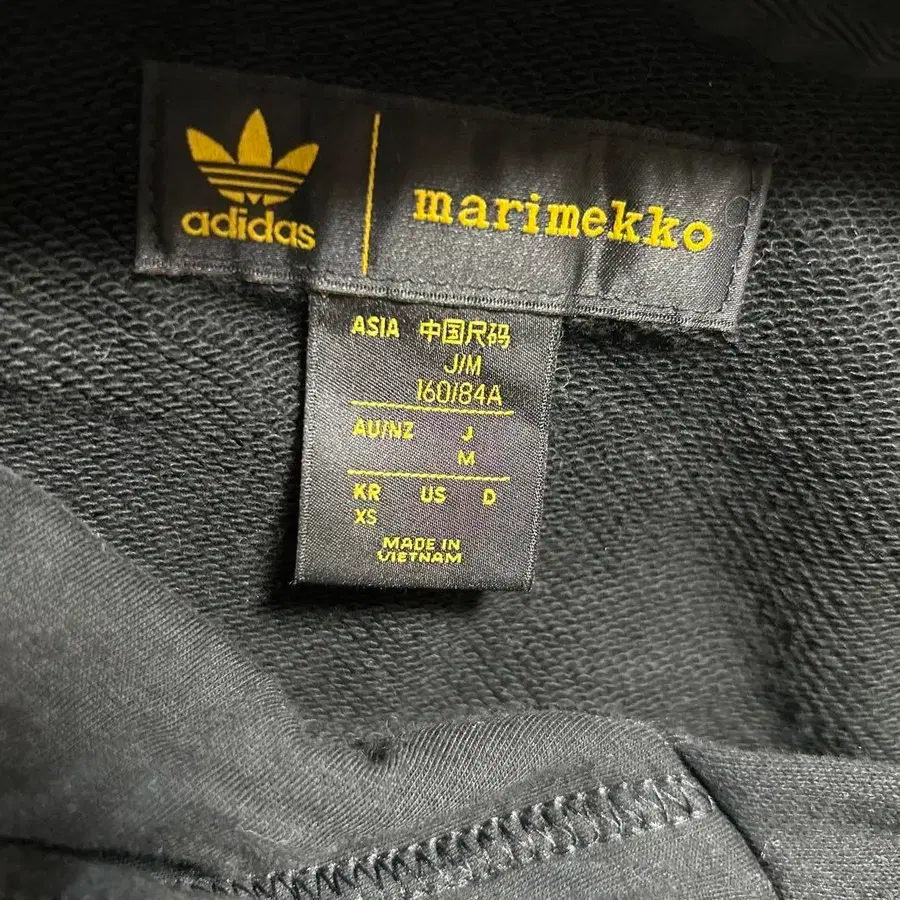 adidas
marimekko
ASIA 中国尺码
J/M
160/84A
AU/NZ J
M
KR US D
XS
MADE IN
VIETNAM